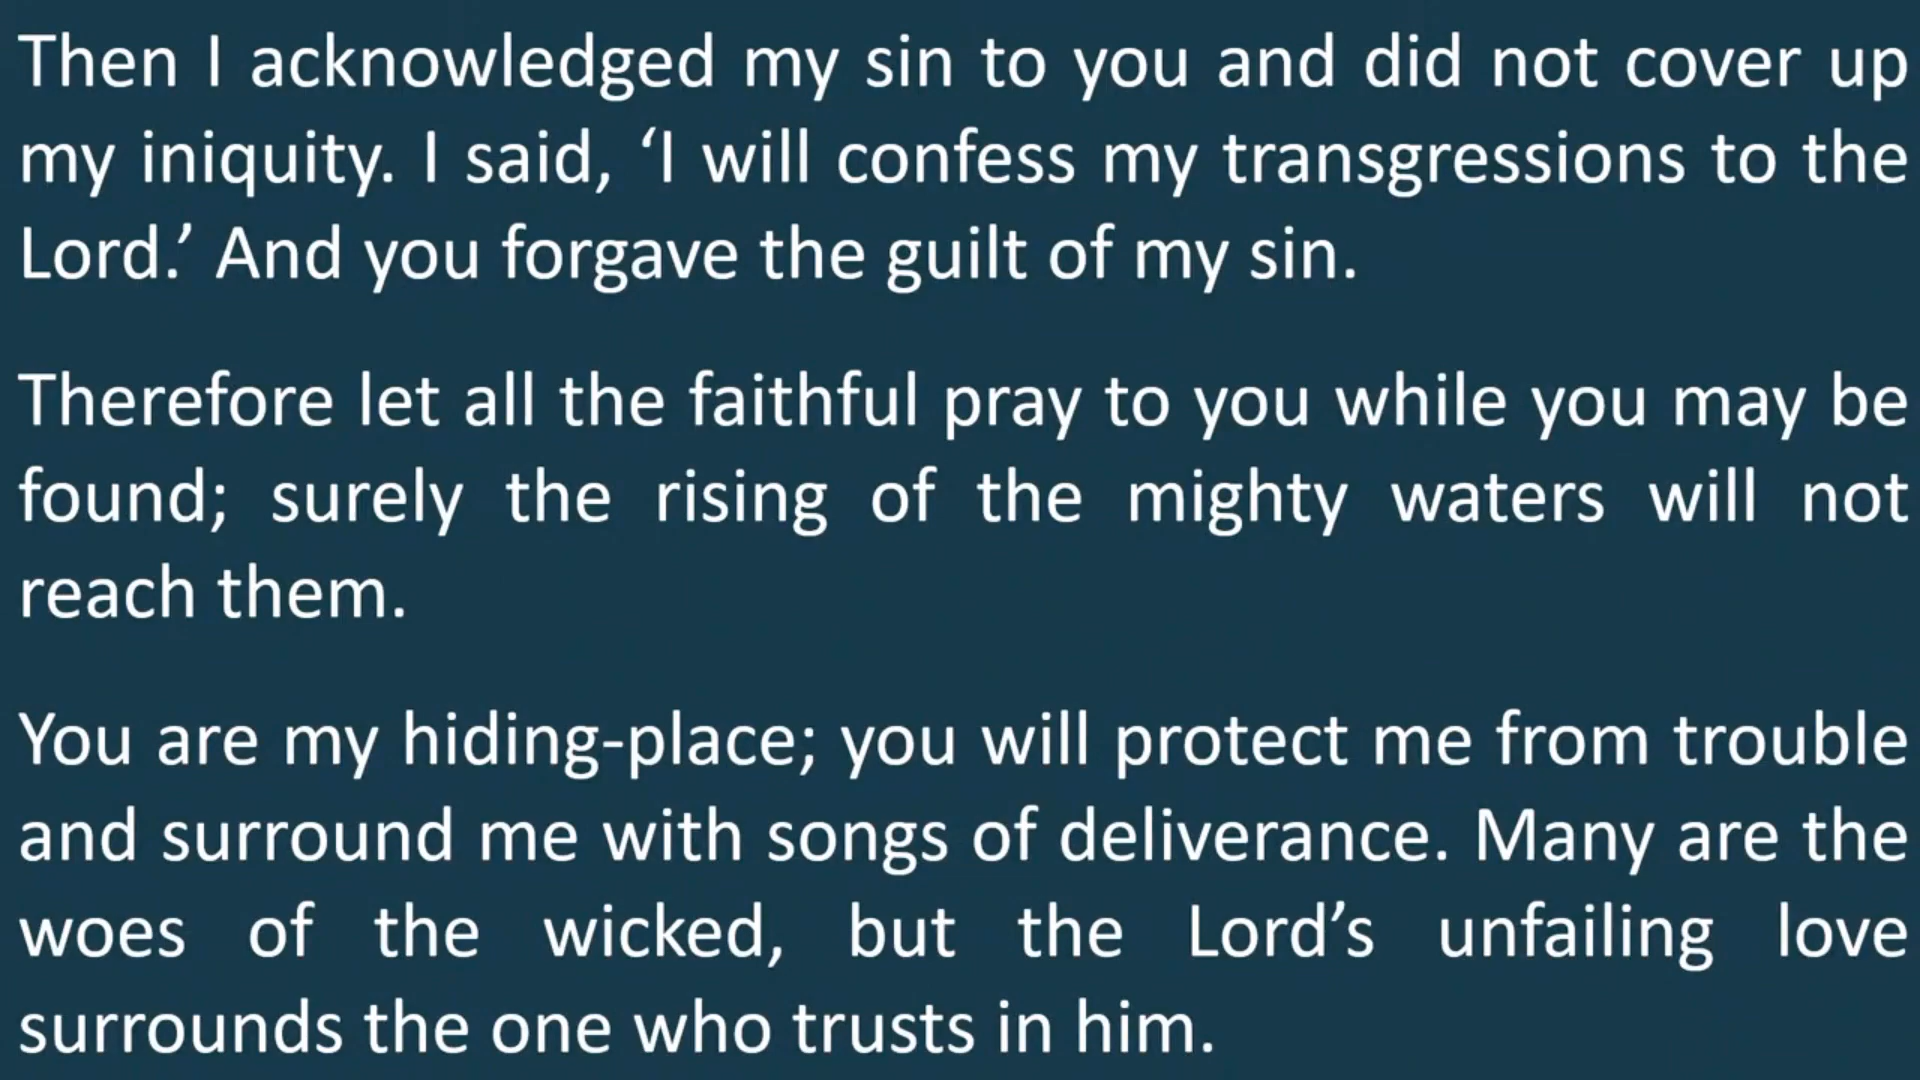 Then I acknowledged my sin to you and did not cover up
my iniquity. I said, ‘I will confess my transgressions to the
Lord.’ And you forgave the guilt of my sin.
Therefore let all the faithful pray to you while you may be
found; surely the rising of the mighty waters will not
reach them.
You are my hiding-place; you will protect me from trouble
and surround me with songs of deliverance. Many are the
woes of the wicked, but the Lord’s unfailing love
surrounds the one who trusts in him.